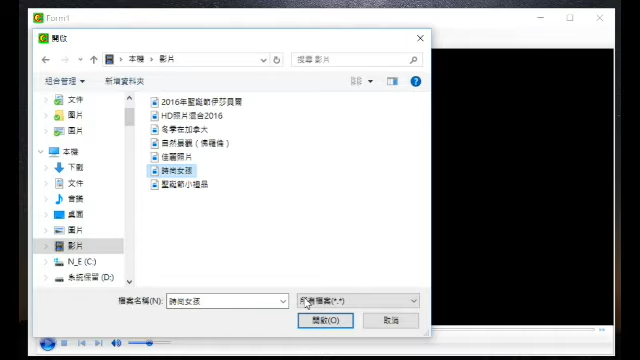 Form1
開啟
本機 › 影片
搜尋 影片
組合管理
新增資料夾
文件
圖片
圖片
本機
下載
文件
音樂
桌面
圖片
影片
N_E (C:)
系統保留 (D:)
2016年聖誕節伊莎貝爾
HD照片混合2016
冬季在加拿大
自然景觀（佛羅倫）
佳麗照片
時尚女孩
聖誕節小禮品
檔案名稱(N):
時尚女孩
所有檔案(*.*)
開啟(O)
取消